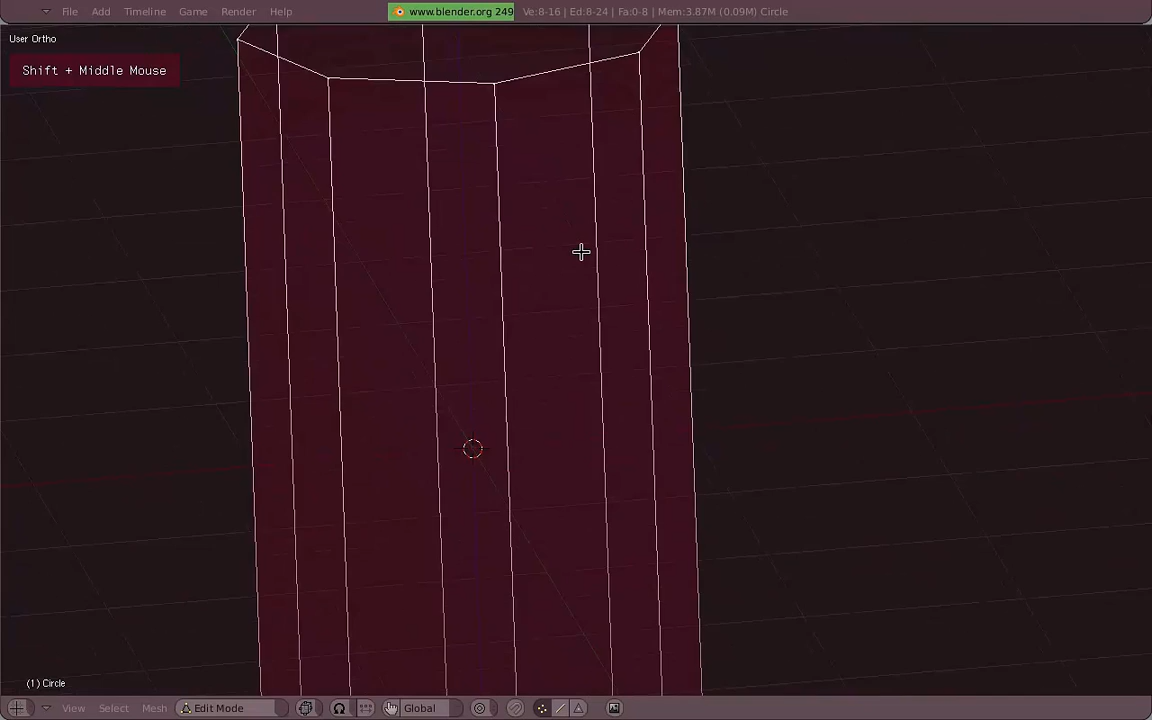 File Add Timeline Game Render Help www.blender.org 249 Ve:8-16 | Ed:8-24 | Fa:0-8 | Mem:3.87M (0.09M) Circle
User Ortho
Shift + Middle Mouse
(1) Circle
View Select Mesh Edit Mode Global